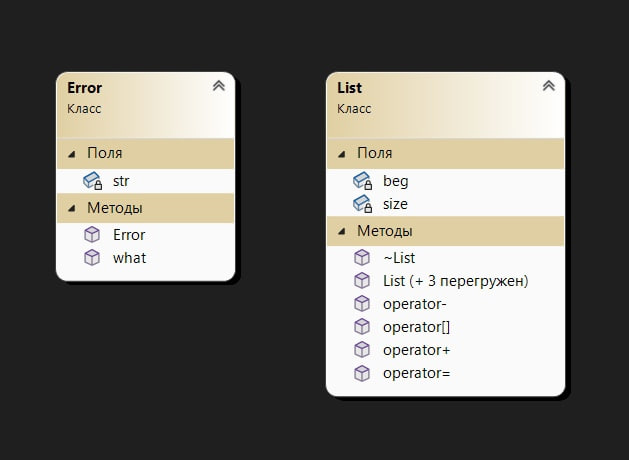 Error
Класс
Поля
str
Методы
Error
what
List
Класс
Поля
beg
size
Методы
~List
List (+ 3 перегружен)
operator-
operator[]
operator+
operator=